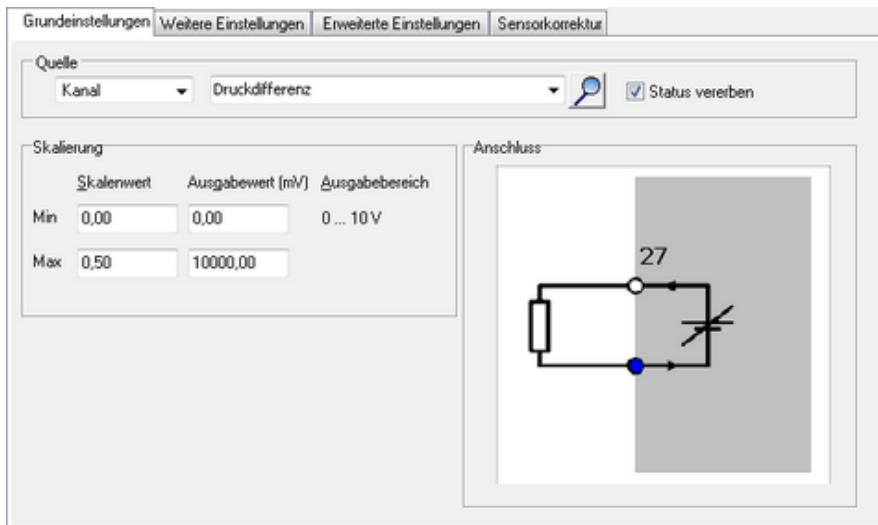 Grundeinstellungen Weitere Einstellungen Erweiterte Einstellungen Sensorkorrektur
Quelle
Kanal Druckdifferenz Status vererben
Skalierung
Skalenwert Ausgabewert (mV) Ausgabebereich
Min 0,00 0,00 0 ... 10 V
Max 0,50 10000,00
Anschluss
27